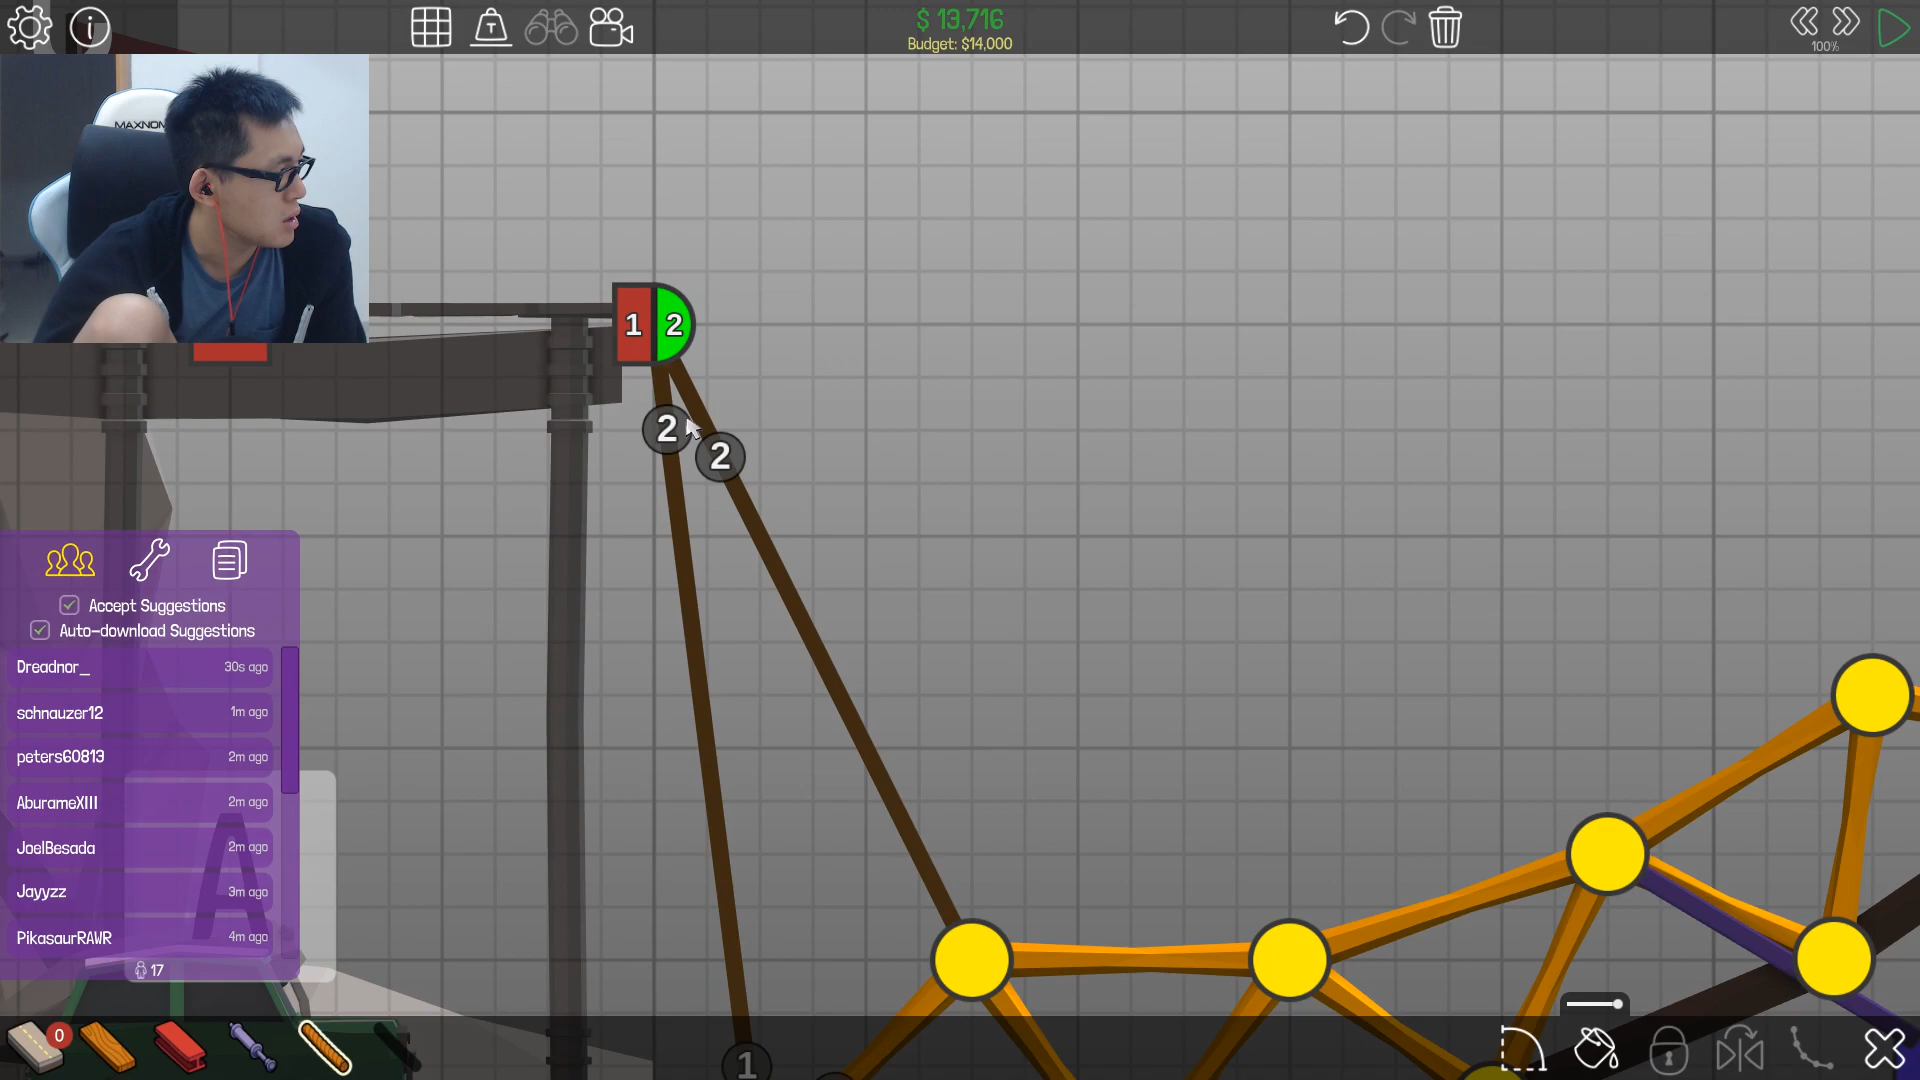 $ 13,716
Budget: $14,000
100%
MAXNOM
1 2
2
2
Accept Suggestions
Auto-download Suggestions
Dreadnor_ 30s ago
schnauzer12 1m ago
peters60813 2m ago
AburameXIII 2m ago
JoelBesada 2m ago
Jayyzz 3m ago
PikasaurRAWR 4m ago
A
17
0
1